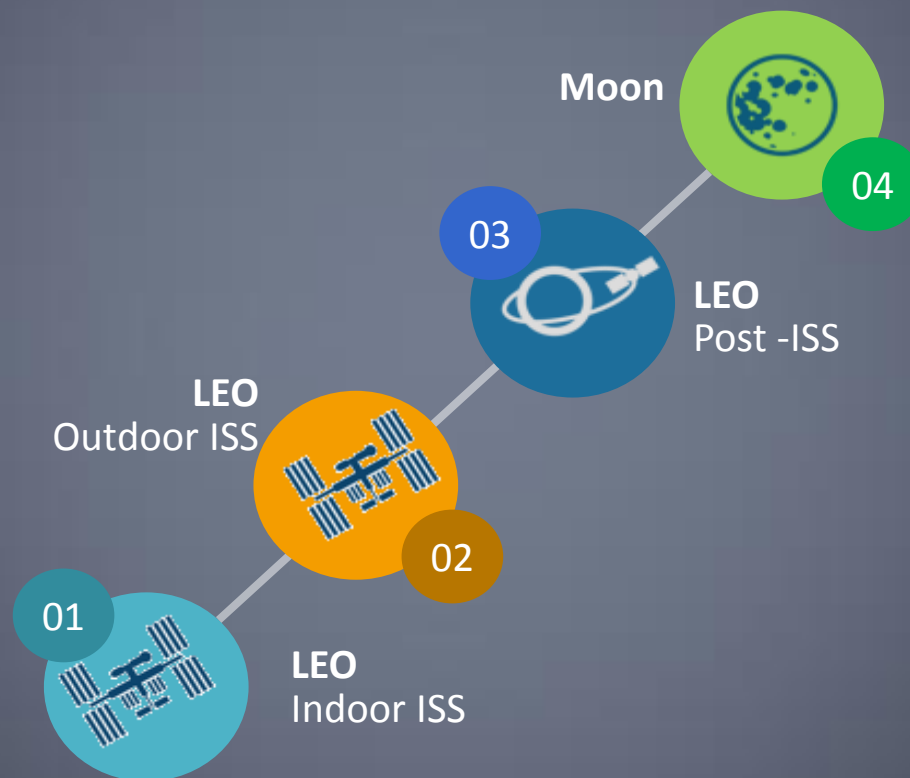 Moon
04
03
LEO
Post -ISS
LEO
Outdoor ISS
02
01
LEO
Indoor ISS